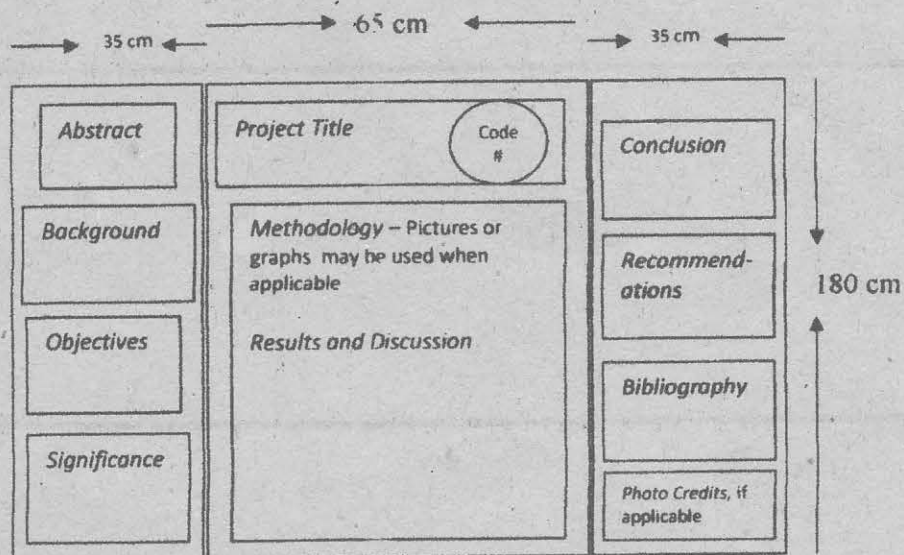 35 cm
65 cm
35 cm
Abstract
Background
Objectives
Significance
Project Title
Code
#
Methodology – Pictures or
graphs may be used when
applicable
Results and Discussion
Conclusion
Recommend-
ations
Bibliography
Photo Credits, if
applicable
180 cm